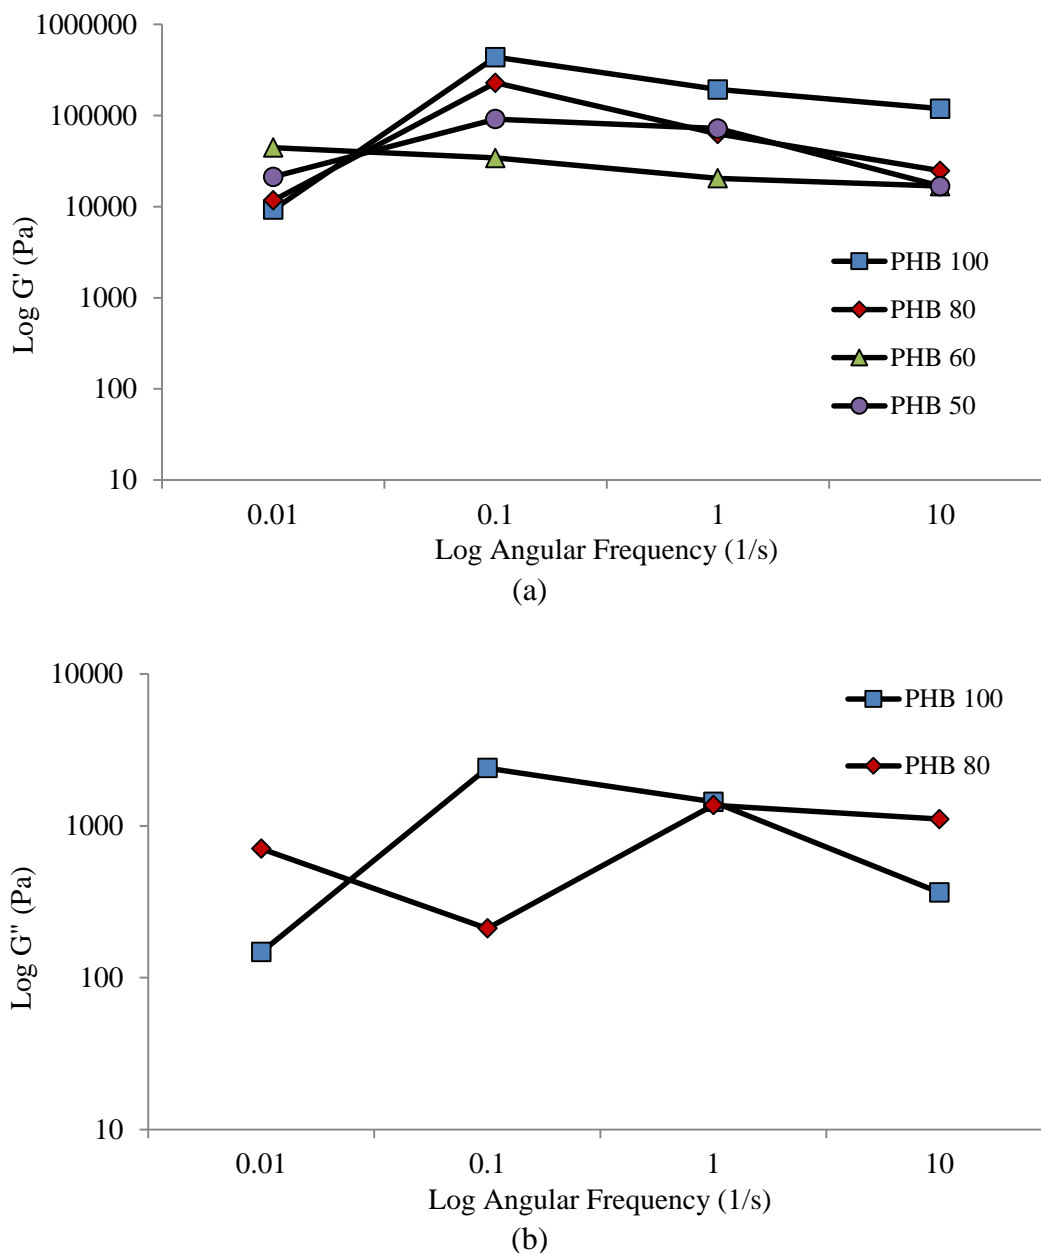 1000000
100000
10000
1000
100
10
Log G' (Pa)
PHB 100
PHB 80
PHB 60
PHB 50
0.01 0.1 1 10
Log Angular Frequency (1/s)
(a)
10000
1000
100
10
Log G" (Pa)
PHB 100
PHB 80
0.01 0.1 1 10
Log Angular Frequency (1/s)
(b)